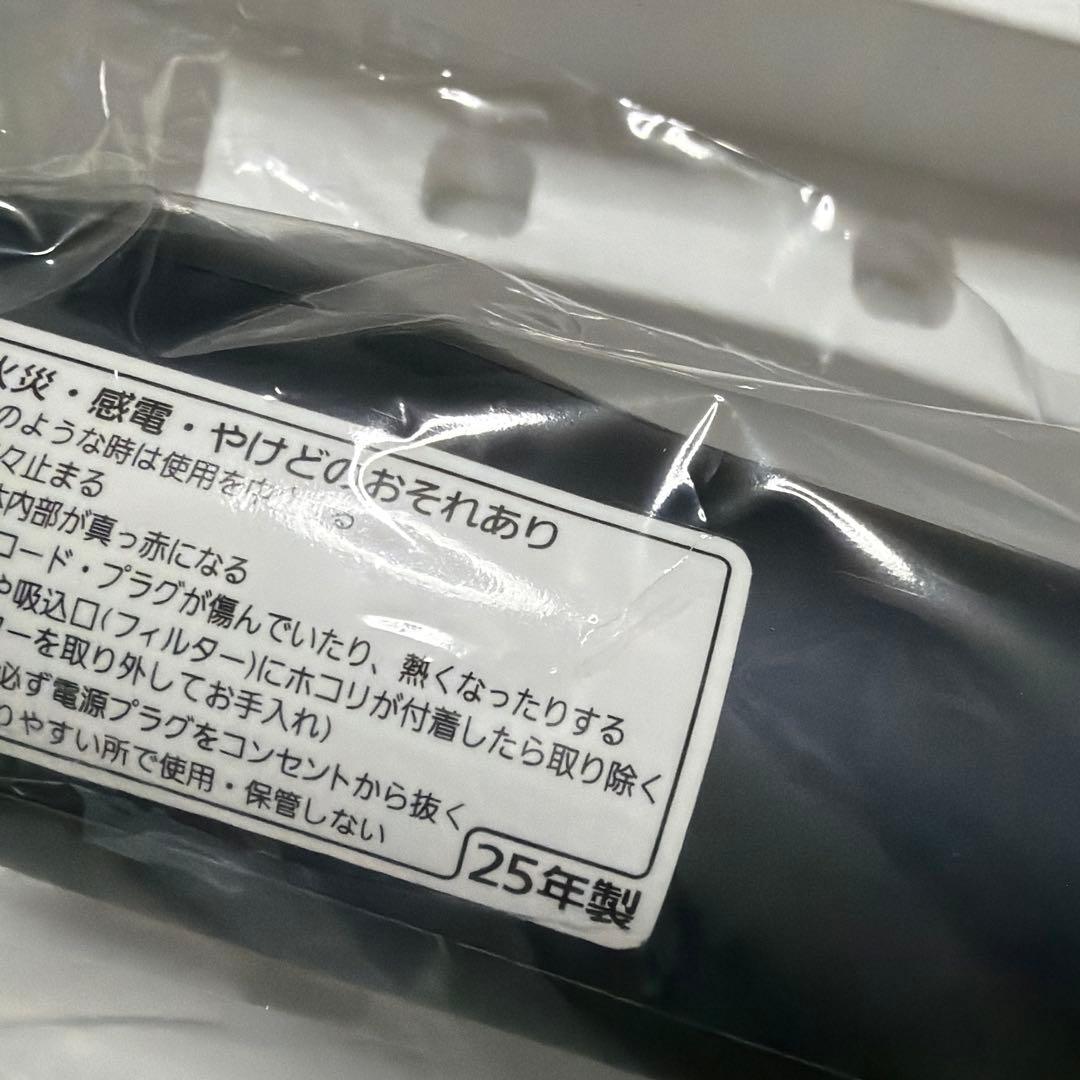 火災・感電・やけどのおそれあり
のような時は使用を中止する
々止まる
体内部が真っ赤になる
コード・プラグが傷んでいたり、熱くなったりする
や吸込口(フィルター)にホコリが付着したら取り除く
ーを取り外してお手入れ)
必ず電源プラグをコンセントから抜く
りやすい所で使用・保管しない
25年製